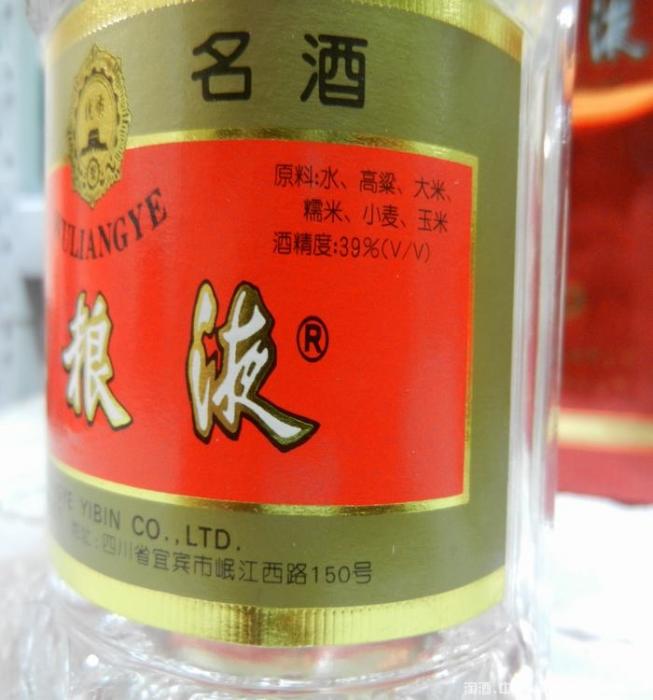 名酒
WULIANGYE
原料:水、高粱、大米、
糯米、小麦、玉米
酒精度:39%(V/V)
粮液®
YIBIN CO.,LTD.
四川省宜宾市岷江西路150号
液